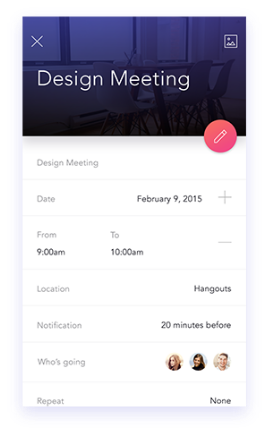 Design Meeting
Design Meeting
Date February 9, 2015
From To
9:00am 10:00am
Location Hangouts
Notification 20 minutes before
Who's going
Repeat None